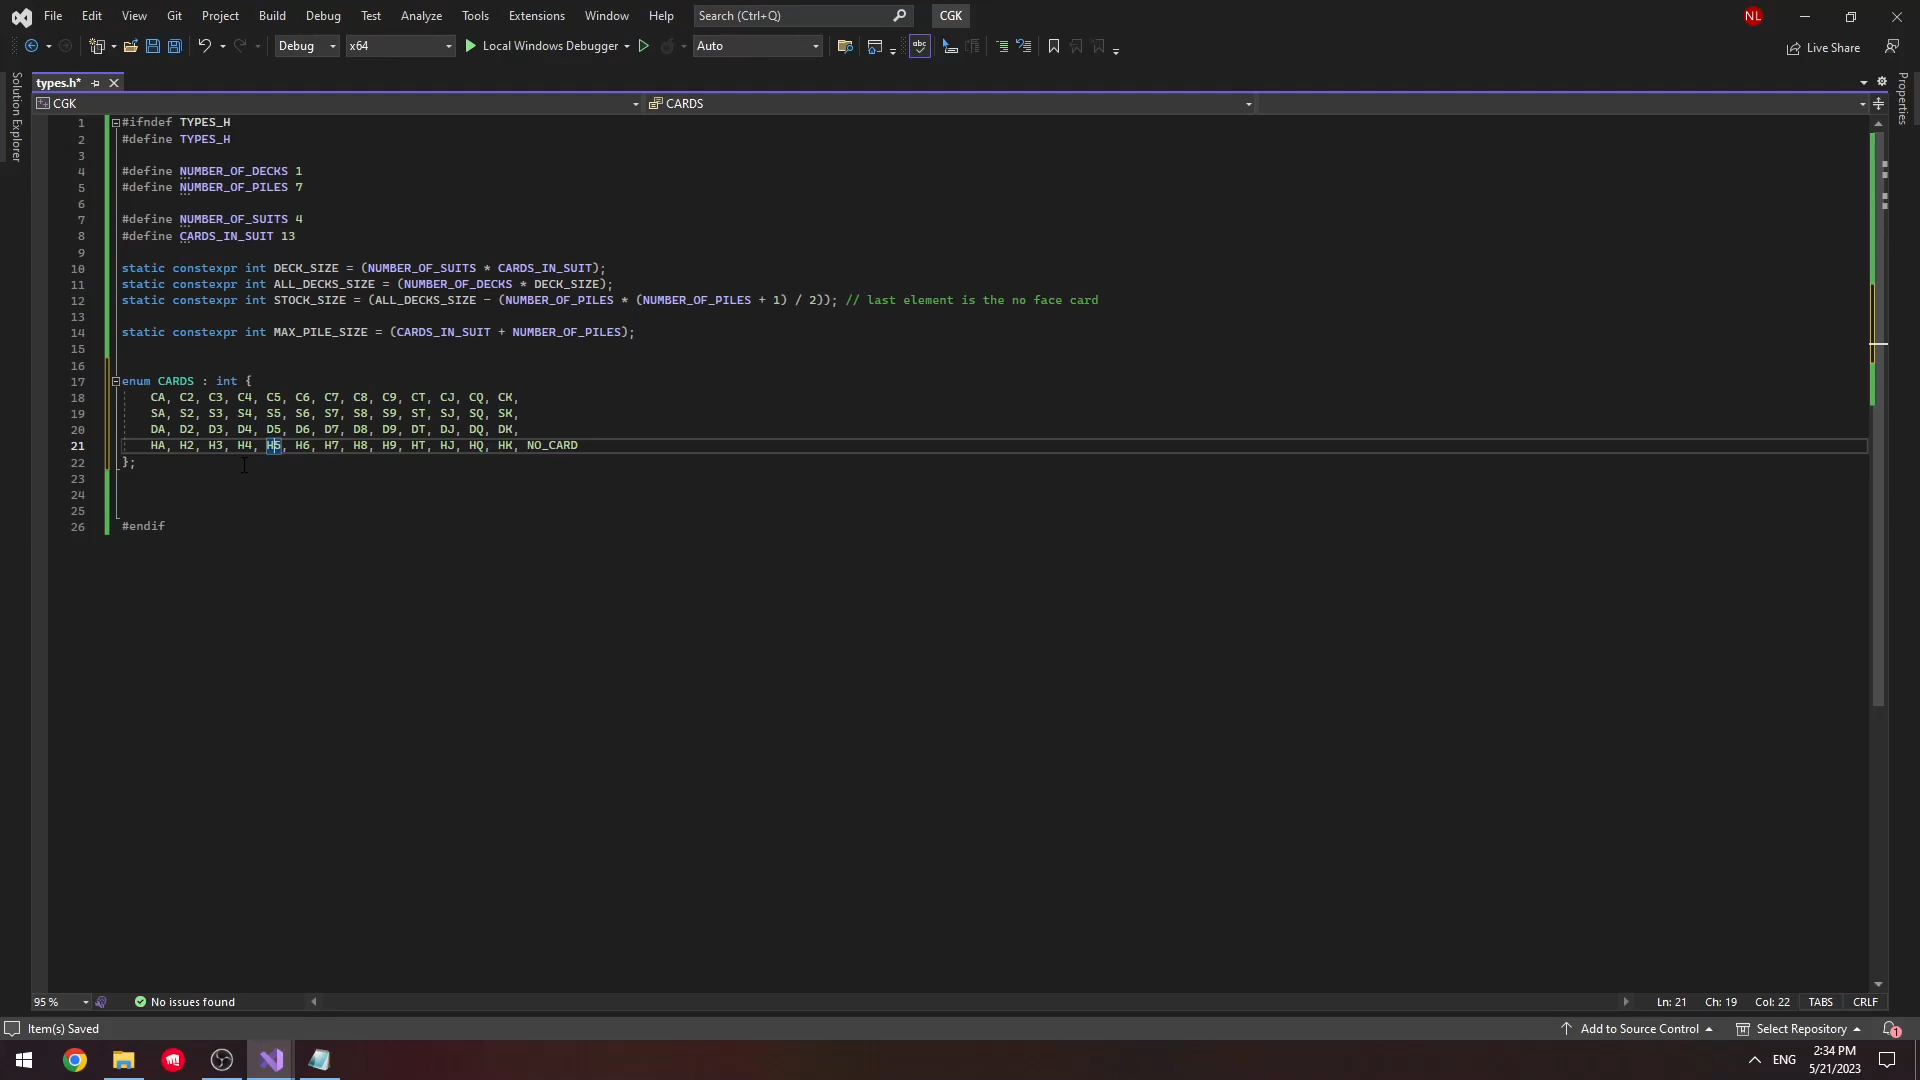 File Edit View Git Project Build Debug Test Analyze Tools Extensions Window Help Search (Ctrl+Q) CGK NL
Debug x64 Local Windows Debugger Auto abc Live Share
Solution Explorer
types.h*
Properties
CGK CARDS
1 #ifndef TYPES_H
2 #define TYPES_H
3
4 #define NUMBER_OF_DECKS 1
5 #define NUMBER_OF_PILES 7
6
7 #define NUMBER_OF_SUITS 4
8 #define CARDS_IN_SUIT 13
9
10 static constexpr int DECK_SIZE = (NUMBER_OF_SUITS * CARDS_IN_SUIT);
11 static constexpr int ALL_DECKS_SIZE = (NUMBER_OF_DECKS * DECK_SIZE);
12 static constexpr int STOCK_SIZE = (ALL_DECKS_SIZE - (NUMBER_OF_PILES * (NUMBER_OF_PILES + 1) / 2)); // last element is the no face card
13
14 static constexpr int MAX_PILE_SIZE = (CARDS_IN_SUIT + NUMBER_OF_PILES);
15
16
17 enum CARDS : int {
18 CA, C2, C3, C4, C5, C6, C7, C8, C9, CT, CJ, CQ, CK,
19 SA, S2, S3, S4, S5, S6, S7, S8, S9, ST, SJ, SQ, SK,
20 DA, D2, D3, D4, D5, D6, D7, D8, D9, DT, DJ, DQ, DK,
21 HA, H2, H3, H4, H5, H6, H7, H8, H9, HT, HJ, HQ, HK, NO_CARD
22 };
23
24
25
26 #endif
95 % No issues found Ln: 21 Ch: 19 Col: 22 TABS CRLF
Item(s) Saved Add to Source Control Select Repository 1
ENG 2:34 PM
5/21/2023